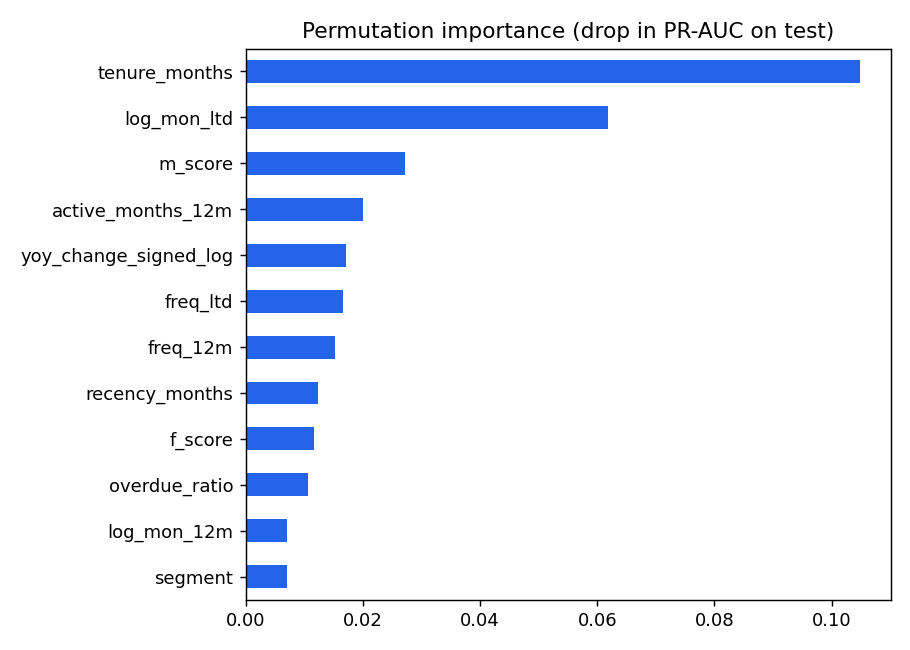 Permutation importance (drop in PR-AUC on test)
tenure_months
log_mon_ltd
m_score
active_months_12m
yoy_change_signed_log
freq_ltd
freq_12m
recency_months
f_score
overdue_ratio
log_mon_12m
segment
0.00 0.02 0.04 0.06 0.08 0.10